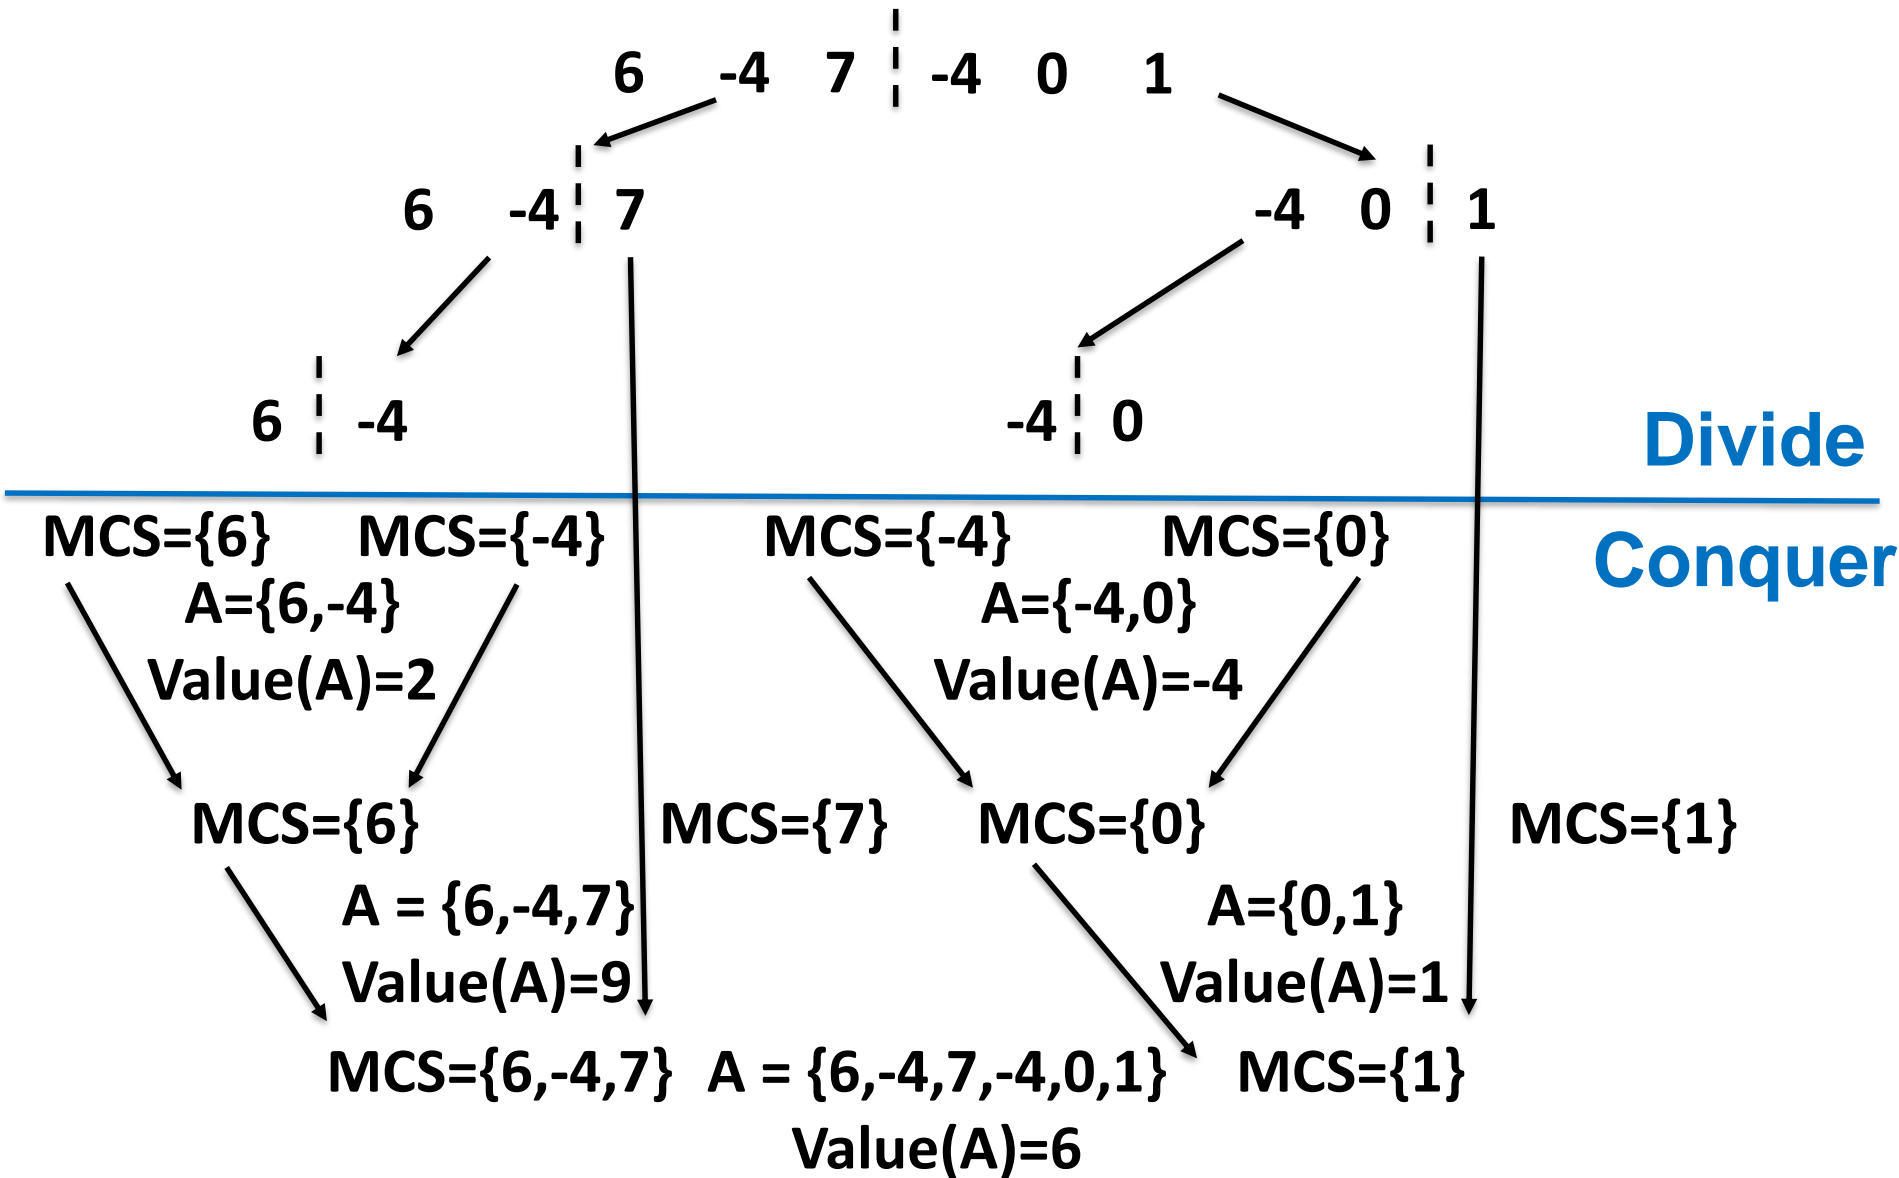 6 -4 7 -4 0 1
6 -4 7 -4 0 1
6 -4 -4 0
Divide
Conquer
MCS={6} MCS={-4} MCS={-4} MCS={0}
A={6,-4} A={-4,0}
Value(A)=2 Value(A)=-4
MCS={6} MCS={7} MCS={0} MCS={1}
A = {6,-4,7} A={0,1}
Value(A)=9 Value(A)=1
MCS={6,-4,7} A = {6,-4,7,-4,0,1} MCS={1}
Value(A)=6